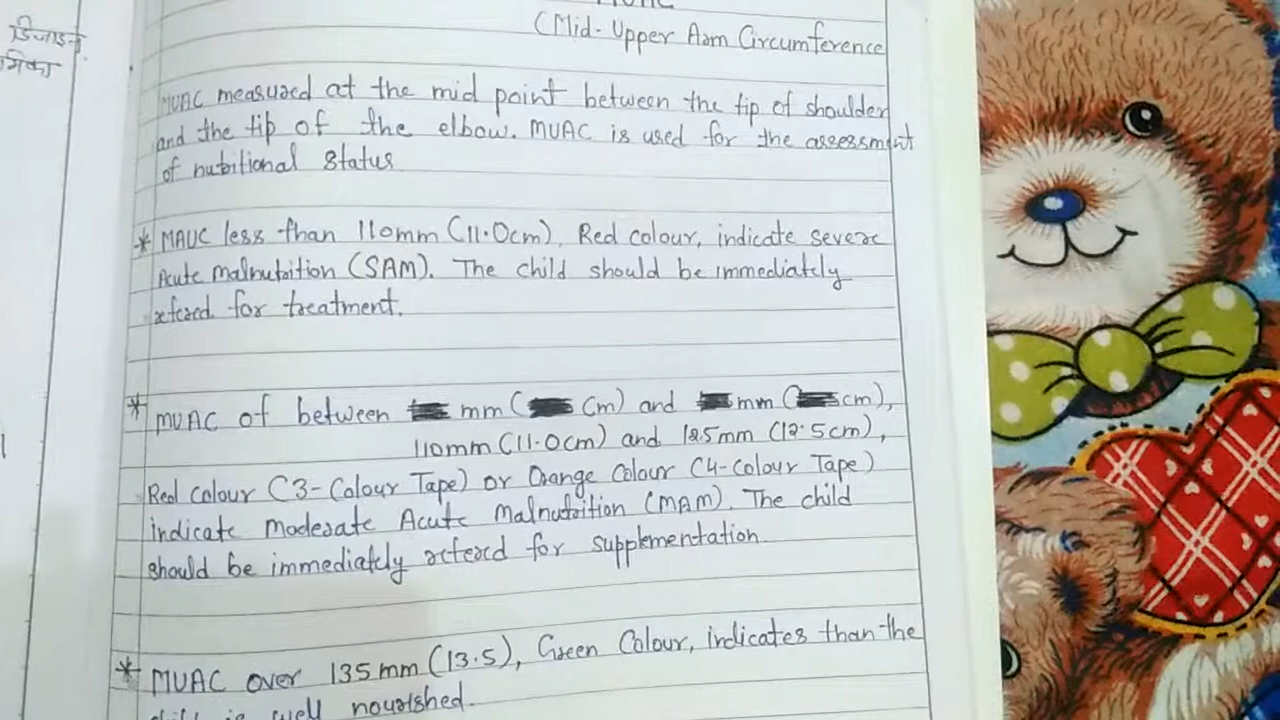 डिजाइन
मिका
MUAC
(Mid-Upper Arm Circumference
MUAC measured at the mid point between the tip of shoulder
and the tip of the elbow. MUAC is used for the assessment
of nutritional status
* MAUC less than 110mm (11.0cm), Red colour, indicate severe
Acute Malnutrition (SAM). The child should be immediately
refered for treatment.
* MUAC of between mm ( cm) and mm ( cm),
110mm (11.0cm) and 125mm (12.5cm),
Red colour (3-Colour Tape) or Orange Colour (4-colour Tape)
indicate Moderate Acute Malnutrition (MAM). The child
should be immediately refered for supplementation
* MUAC over 135mm (13.5), Green Colour, indicates than the
child is well nourished.